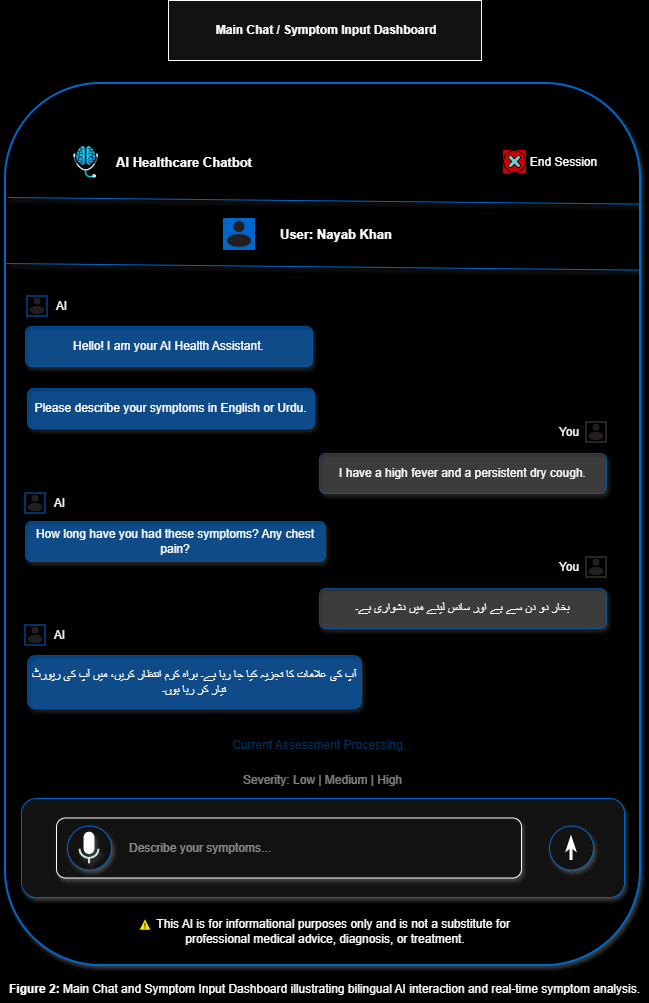 Main Chat / Symptom Input Dashboard
AI Healthcare Chatbot
End Session
User: Nayab Khan
AI
Hello! I am your AI Health Assistant.
Please describe your symptoms in English or Urdu.
You
I have a high fever and a persistent dry cough.
AI
How long have you had these symptoms? Any chest
pain?
You
بخار دو دن سے ہے اور سانس لینے میں دشواری ہے۔
AI
آپ کی علامات کا تجزیہ کیا جا رہا ہے۔ براہ کرم انتظار کریں، میں آپ کی رپورٹ
تیار کر رہا ہوں۔
Current Assessment Processing...
Severity: Low | Medium | High
Describe your symptoms...
This AI is for informational purposes only and is not a substitute for
professional medical advice, diagnosis, or treatment.
Figure 2: Main Chat and Symptom Input Dashboard illustrating bilingual AI interaction and real-time symptom analysis.